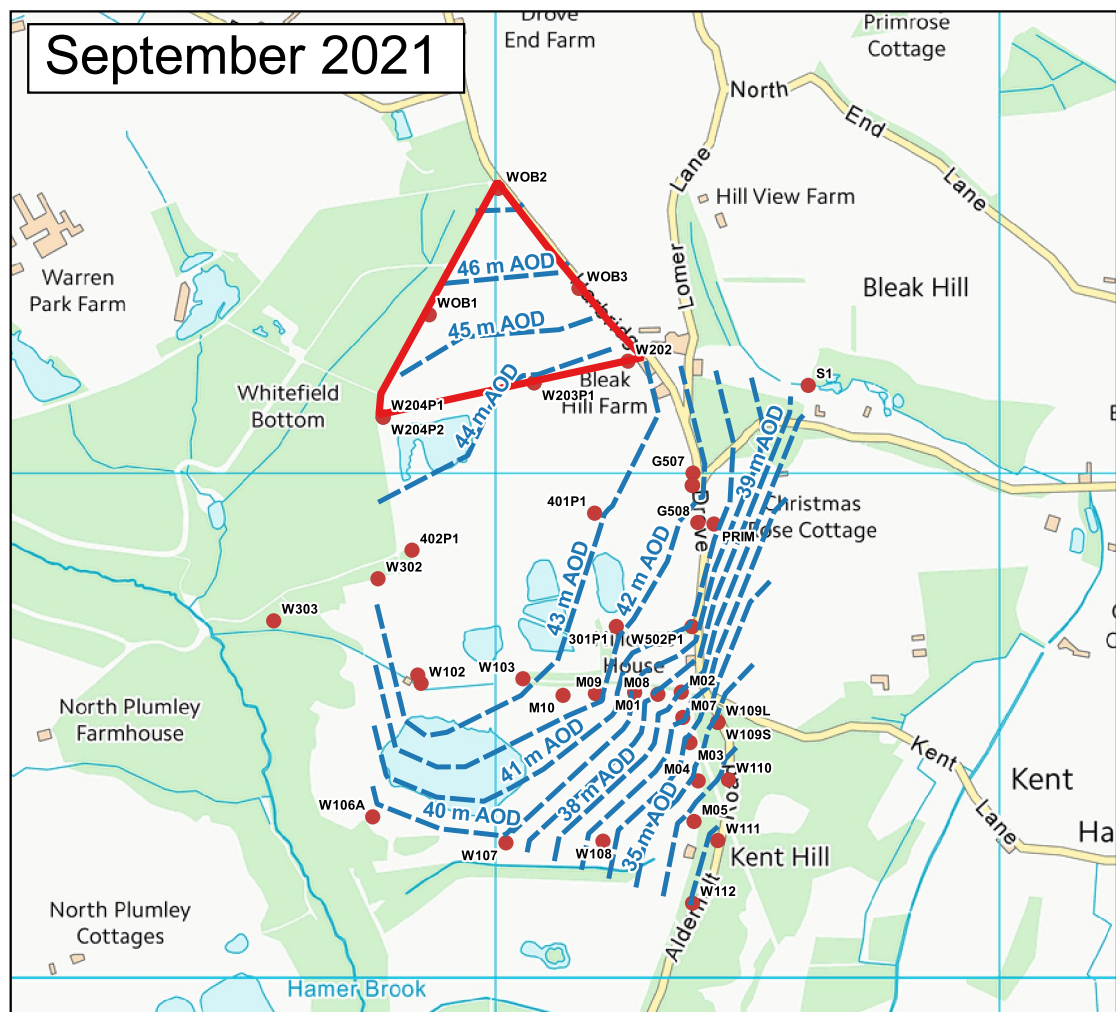 September 2021
Drove
End Farm
Primrose
Cottage
North
End
Lane
Lane
Lomer
Hill View Farm
WOB2
Warren
Park Farm
46 m AOD
WOB3
Bleak Hill
WOB1
45 m AOD
Harbridge
W202
S1
Bleak
Hill Farm
W203P1
Whitefield
Bottom
W204P1
W204P2
44 m AOD
39 m AOD
G507
401P1
G508
Drove
Christmas
Rose Cottage
PRIM
402P1
W302
43 m AOD
42 m AOD
W303
301P1
W502P1
House
W102
W103
M09
M08
M02
M10
M01
M07
W109L
W109S
North Plumley
Farmhouse
41 m AOD
M03
Kent
Lane
Kent
38 m AOD
M04
W110
Road
W106A
40 m AOD
M05
35 m AOD
W111
W107
W108
Kent Hill
Ha
W112
Alderholt
North Plumley
Cottages
Hamer Brook